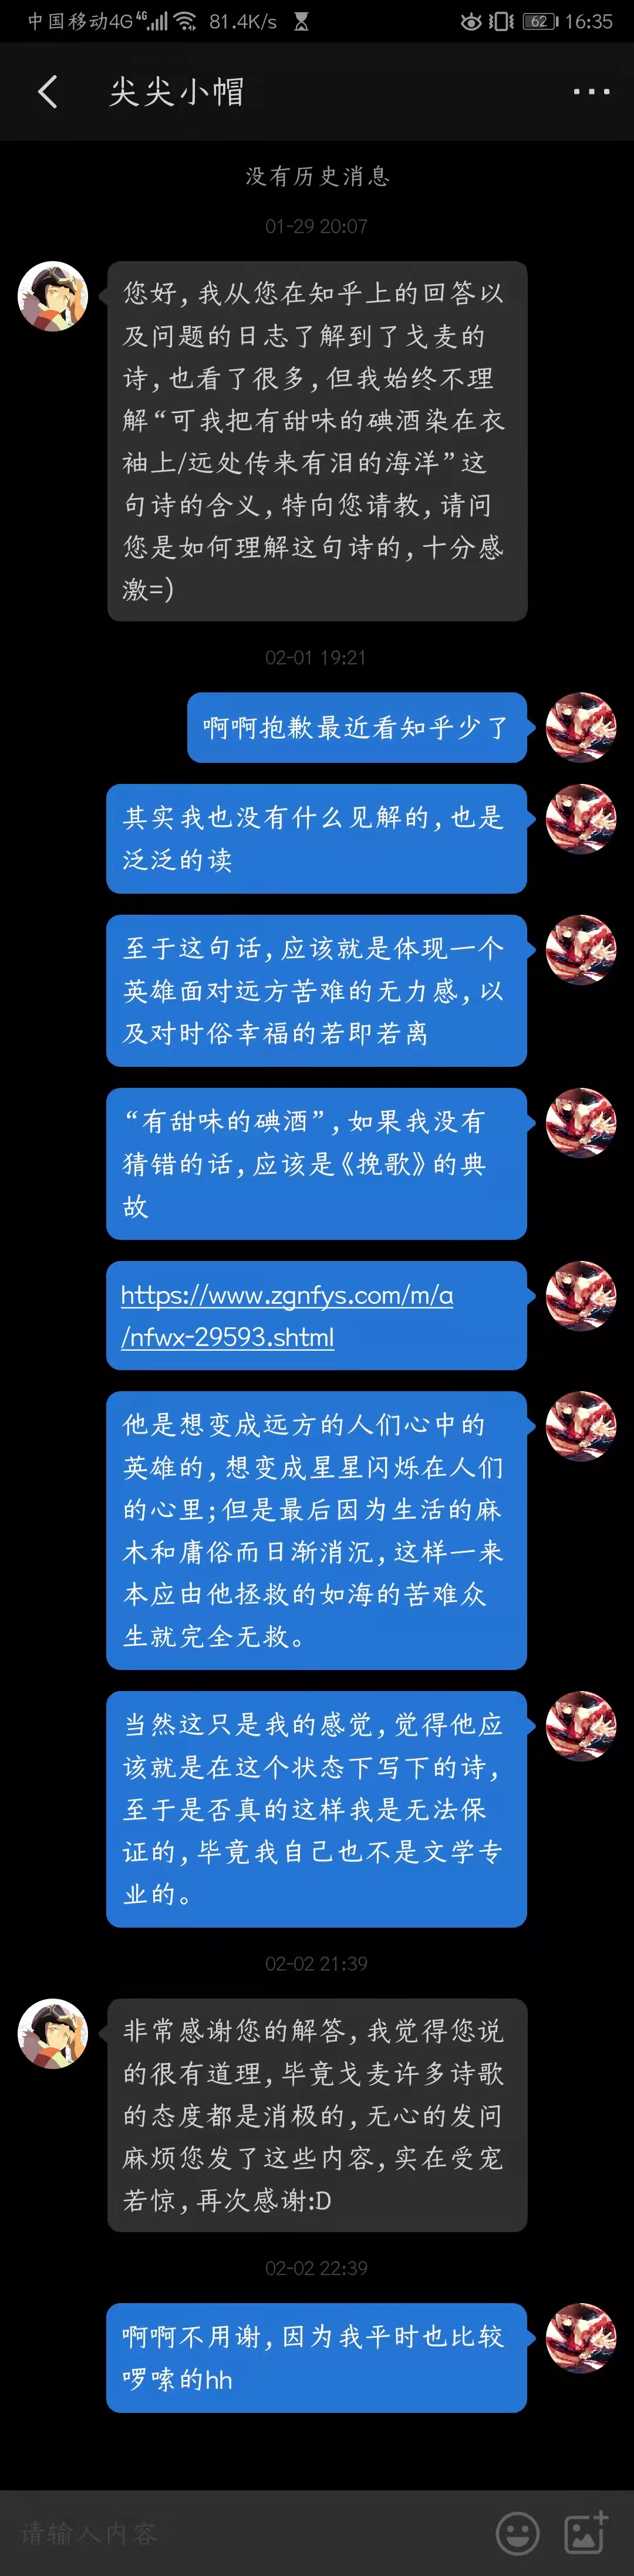 中国移动4G 4G 81.4K/s 62 16:35
尖尖小帽
没有历史消息
01-29 20:07
您好,我从您在知乎上的回答以
及问题的日志了解到了戈麦的
诗,也看了很多,但我始终不理
解“可我把有甜味的碘酒染在衣
袖上/远处传来有泪的海洋”这
句诗的含义,特向您请教,请问
您是如何理解这句诗的,十分感
激=)
02-01 19:21
啊啊抱歉最近看知乎少了
其实我也没有什么见解的,也是
泛泛的读
至于这句话,应该就是体现一个
英雄面对远方苦难的无力感,以
及对时俗幸福的若即若离
“有甜味的碘酒”,如果我没有
猜错的话,应该是《挽歌》的典
故
https://www.zgnfys.com/m/a
/nfwx-29593.shtml
他是想变成远方的人们心中的
英雄的,想变成星星闪烁在人们
的心里;但是最后因为生活的麻
木和庸俗而日渐消沉,这样一来
本应由他拯救的如海的苦难众
生就完全无救。
当然这只是我的感觉,觉得他应
该就是在这个状态下写下的诗,
至于是否真的这样我是无法保
证的,毕竟我自己也不是文学专
业的。
02-02 21:39
非常感谢您的解答,我觉得您说
的很有道理,毕竟戈麦许多诗歌
的态度都是消极的,无心的发问
麻烦您发了这些内容,实在受宠
若惊,再次感谢:D
02-02 22:39
啊啊不用谢,因为我平时也比较
啰嗦的hh
请输入内容